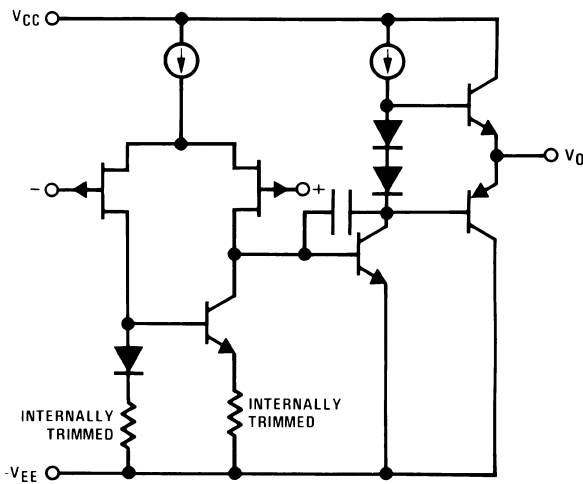 VCC
VO
-
+
INTERNALLY
TRIMMED
INTERNALLY
TRIMMED
-VEE